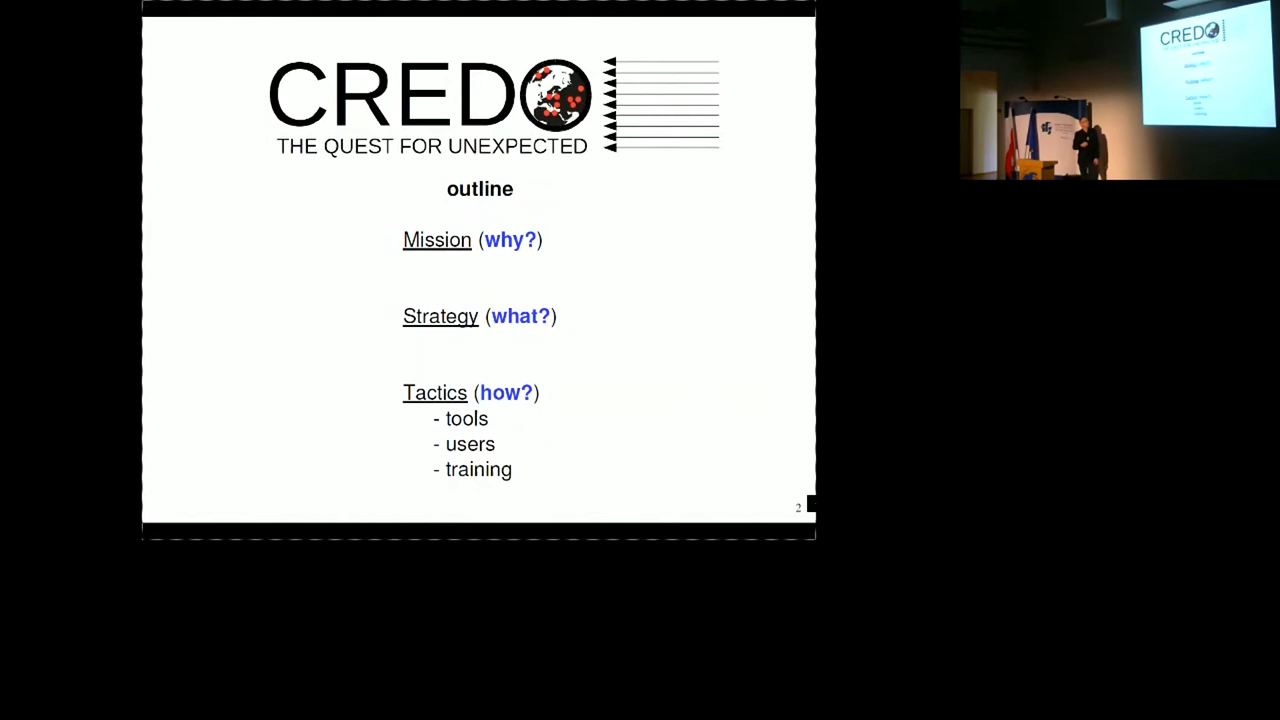 CREDO
THE QUEST FOR UNEXPECTED
outline
Mission (why?)
Strategy (what?)
Tactics (how?)
- tools
- users
- training
2
CREDO